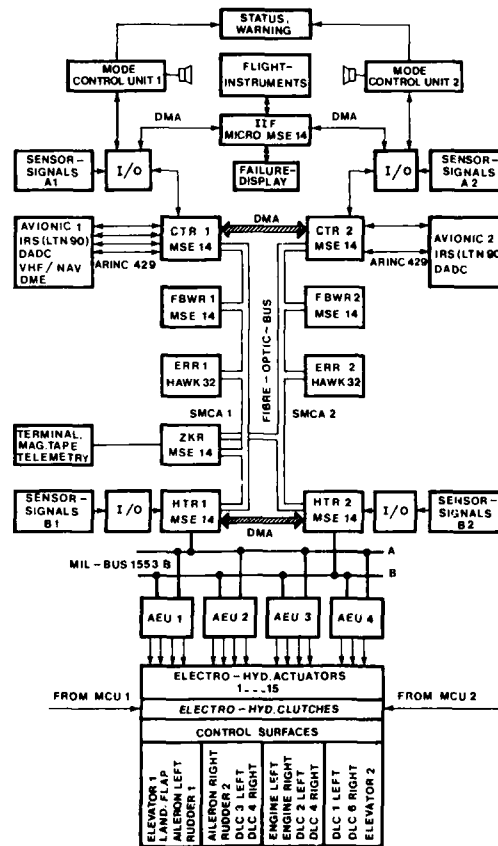 STATUS,
WARNING
MODE
CONTROL UNIT 1
FLIGHT-
INSTRUMENTS
MODE
CONTROL UNIT 2
DMA
IIF
MICRO MSE 14
DMA
SENSOR-
SIGNALS
A1
I/O
FAILURE-
DISPLAY
I/O
SENSOR-
SIGNALS
A2
AVIONIC 1
IRS (LTN 90)
DADC
VHF/NAV
DME
ARINC 429
CTR 1
MSE 14
DMA
CTR 2
MSE 14
ARINC 429
AVIONIC 2
IRS (LTN 90)
DADC
FBWR 1
MSE 14
FBWR 2
MSE 14
FIBRE-OPTIC-BUS
ERR 1
HAWK 32
ERR 2
HAWK 32
SMCA 1
SMCA 2
TERMINAL,
MAG. TAPE
TELEMETRY
ZKR
MSE 14
SENSOR-
SIGNALS
B1
I/O
HTR 1
MSE 14
DMA
HTR 2
MSE 14
I/O
SENSOR-
SIGNALS
B2
A
MIL-BUS 1553 B
B
AEU 1
AEU 2
AEU 3
AEU 4
ELECTRO-HYD. ACTUATORS
1---15
FROM MCU 1
ELECTRO-HYD. CLUTCHES
FROM MCU 2
CONTROL SURFACES
ELEVATOR 1
LAND. FLAP
AILERON LEFT
RUDDER 1
AILERON RIGHT
RUDDER 2
DLC 3 LEFT
DLC 4 RIGHT
ENGINE LEFT
ENGINE RIGHT
DLC 2 LEFT
DLC 4 RIGHT
DLC 1 LEFT
DLC 6 RIGHT
ELEVATOR 2